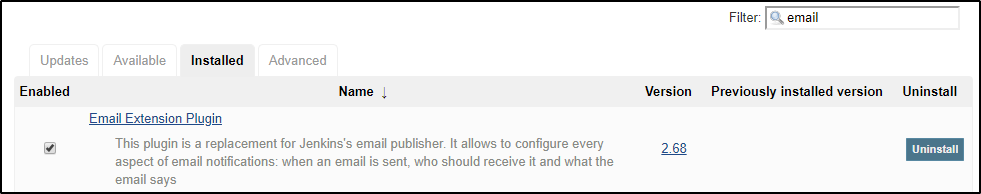 Filter: email
Updates Available Installed Advanced
Enabled Name ↓ Version Previously installed version Uninstall
Email Extension Plugin
This plugin is a replacement for Jenkins's email publisher. It allows to configure every
aspect of email notifications: when an email is sent, who should receive it and what the
email says
2.68
Uninstall